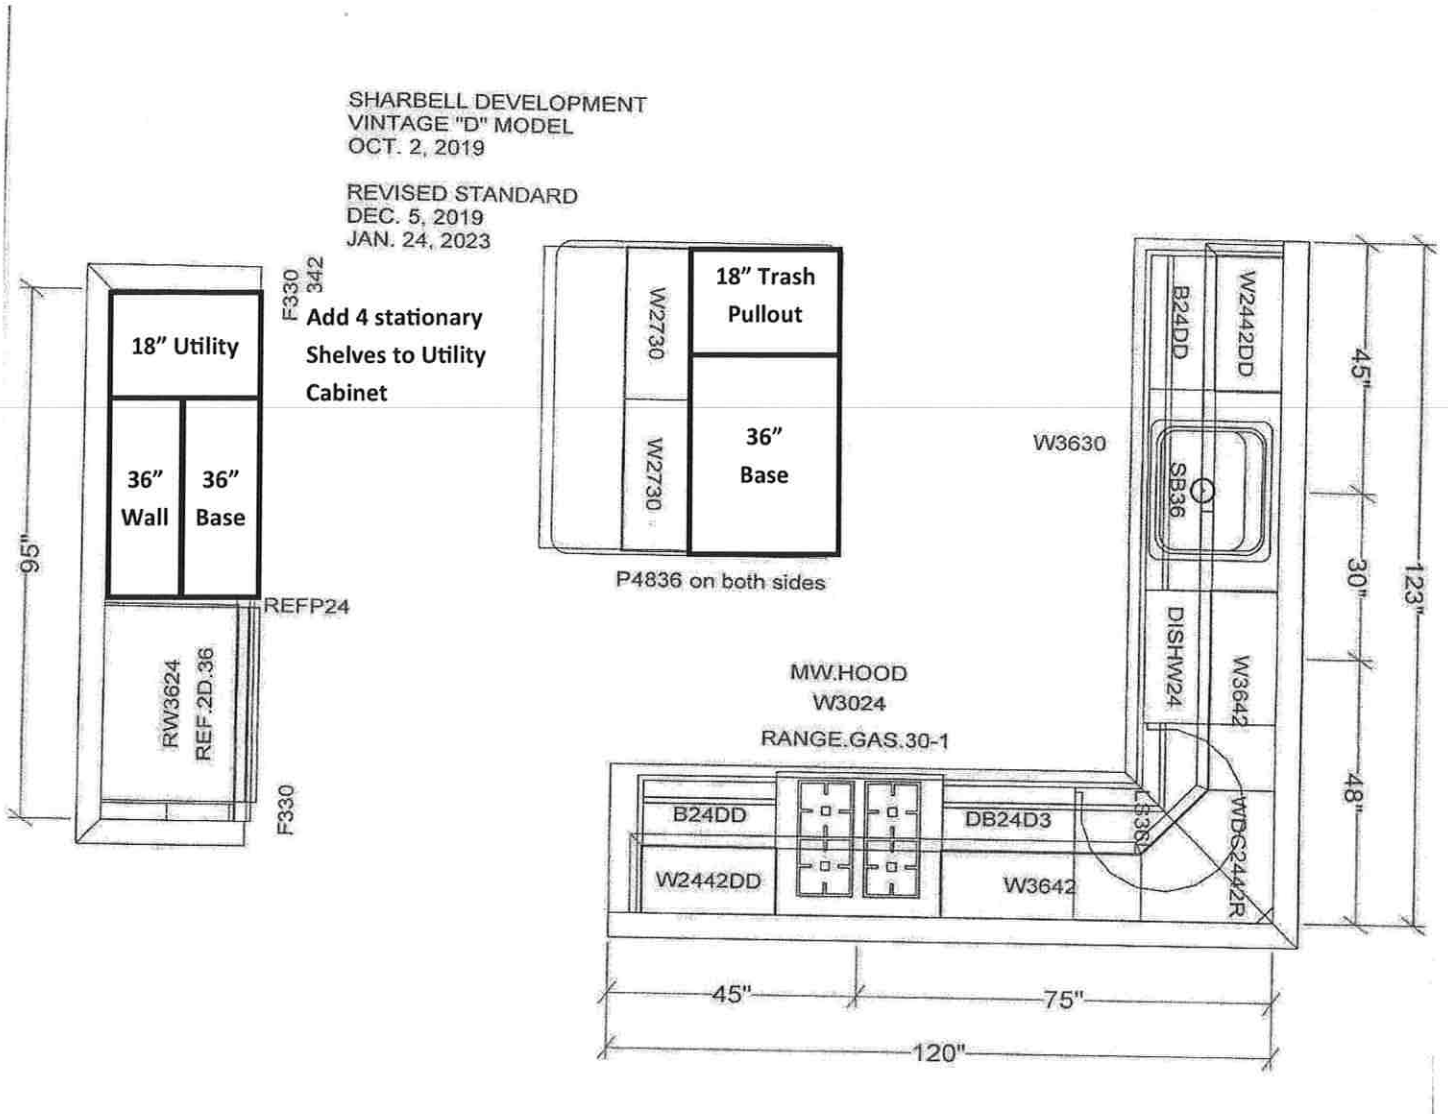 SHARBELL DEVELOPMENT
VINTAGE "D" MODEL
OCT. 2, 2019
REVISED STANDARD
DEC. 5, 2019
JAN. 24, 2023
F330
342
Add 4 stationary
Shelves to Utility
Cabinet
18” Utility
36”
Wall
36”
Base
95"
REFP24
RW3624
REF.2D.36
F330
W2730
W2730
18” Trash
Pullout
36”
Base
P4836 on both sides
W3630
B24DD
W2442DD
SB36
DISHW24
W3642
LS36
WDC2442R
45"
30"
48"
123"
MW.HOOD
W3024
RANGE.GAS.30-1
B24DD
DB24D3
W2442DD
W3642
45"
75"
120"